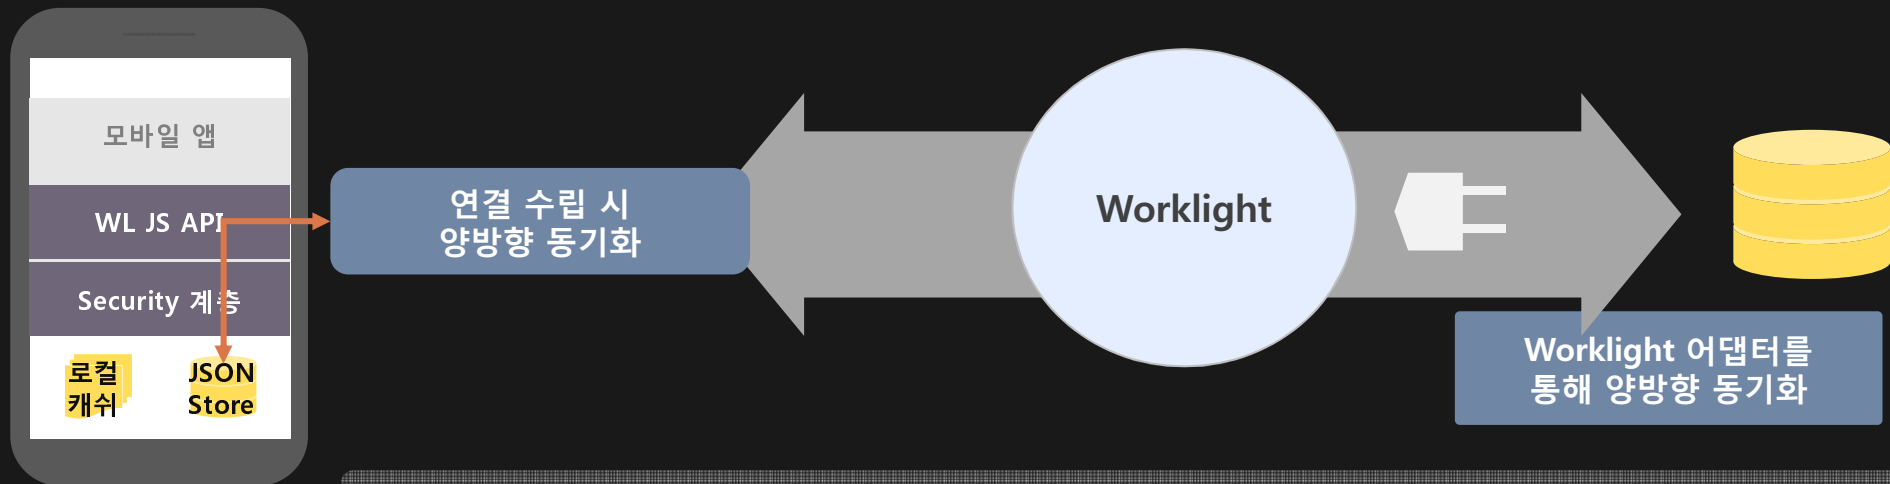 모바일 앱
WL JS API
Security 계층
로컬
캐쉬
JSON
Store
연결 수립 시
양방향 동기화
Worklight
Worklight 어댑터를
통해 양방향 동기화